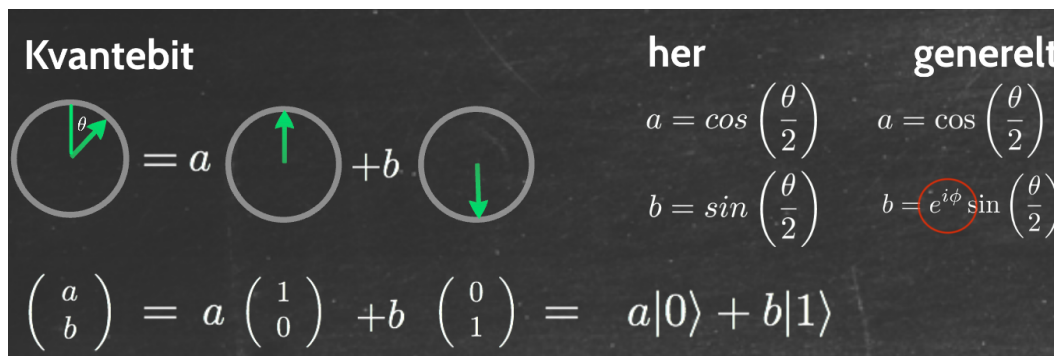 Kvantebit
her
generelt
θ
= a
+b
a = cos (θ/2)
b = sin (θ/2)
a = cos (θ/2)
b = e^{iϕ} sin (θ/2)
(a b) = a (1 0) +b (0 1) = a|0⟩ + b|1⟩